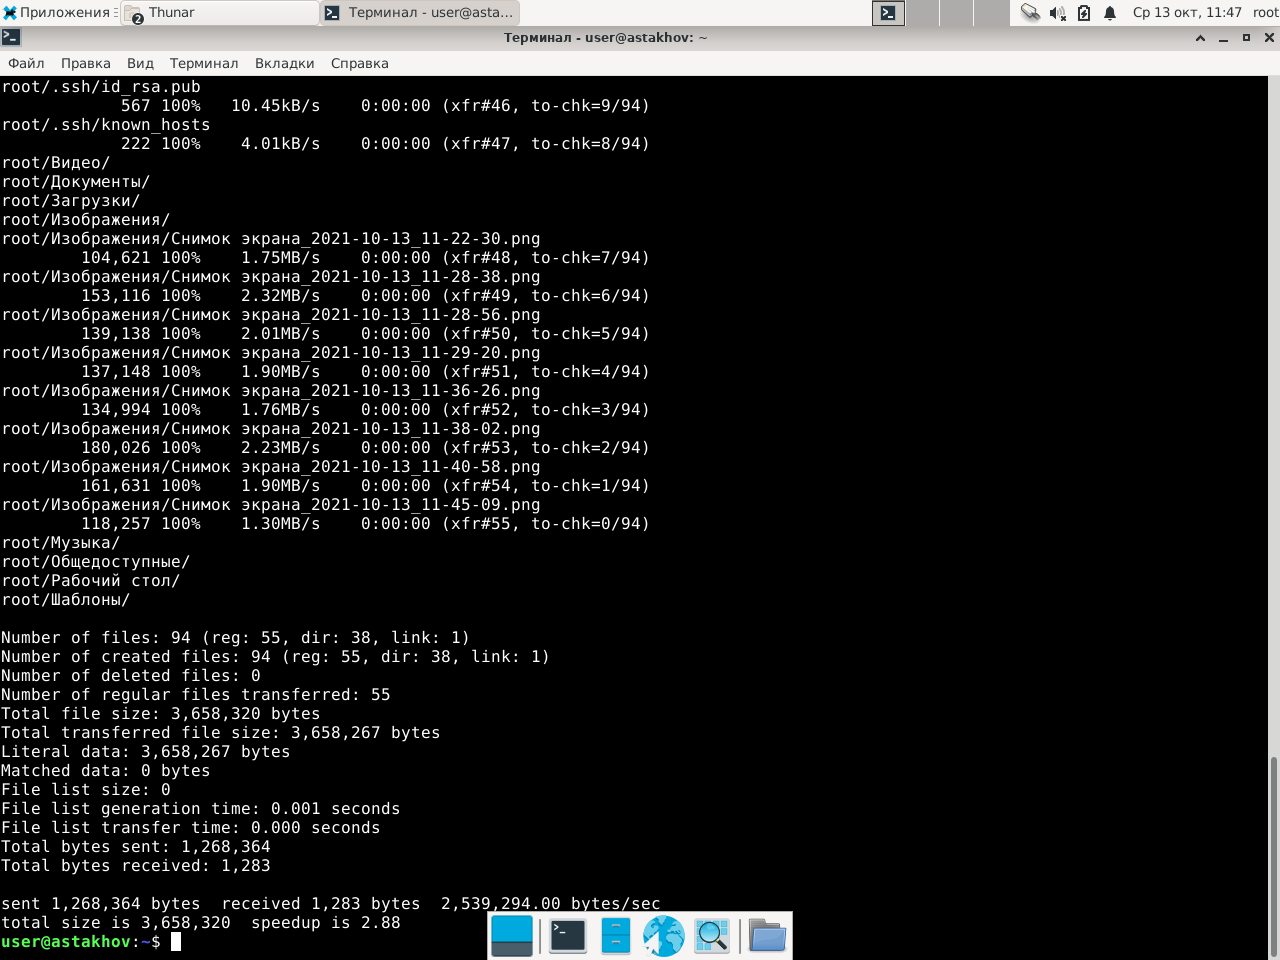 Приложения
2
Thunar
Терминал - user@asta...
Ср 13 окт, 11:47
root
Терминал - user@astakhov: ~
Файл Правка Вид Терминал Вкладки Справка
root/.ssh/id_rsa.pub
567 100% 10.45kB/s 0:00:00 (xfr#46, to-chk=9/94)
root/.ssh/known_hosts
222 100% 4.01kB/s 0:00:00 (xfr#47, to-chk=8/94)
root/Видео/
root/Документы/
root/Загрузки/
root/Изображения/
root/Изображения/Снимок экрана_2021-10-13_11-22-30.png
104,621 100% 1.75MB/s 0:00:00 (xfr#48, to-chk=7/94)
root/Изображения/Снимок экрана_2021-10-13_11-28-38.png
153,116 100% 2.32MB/s 0:00:00 (xfr#49, to-chk=6/94)
root/Изображения/Снимок экрана_2021-10-13_11-28-56.png
139,138 100% 2.01MB/s 0:00:00 (xfr#50, to-chk=5/94)
root/Изображения/Снимок экрана_2021-10-13_11-29-20.png
137,148 100% 1.90MB/s 0:00:00 (xfr#51, to-chk=4/94)
root/Изображения/Снимок экрана_2021-10-13_11-36-26.png
134,994 100% 1.76MB/s 0:00:00 (xfr#52, to-chk=3/94)
root/Изображения/Снимок экрана_2021-10-13_11-38-02.png
180,026 100% 2.23MB/s 0:00:00 (xfr#53, to-chk=2/94)
root/Изображения/Снимок экрана_2021-10-13_11-40-58.png
161,631 100% 1.90MB/s 0:00:00 (xfr#54, to-chk=1/94)
root/Изображения/Снимок экрана_2021-10-13_11-45-09.png
118,257 100% 1.30MB/s 0:00:00 (xfr#55, to-chk=0/94)
root/Музыка/
root/Общедоступные/
root/Рабочий стол/
root/Шаблоны/
Number of files: 94 (reg: 55, dir: 38, link: 1)
Number of created files: 94 (reg: 55, dir: 38, link: 1)
Number of deleted files: 0
Number of regular files transferred: 55
Total file size: 3,658,320 bytes
Total transferred file size: 3,658,267 bytes
Literal data: 3,658,267 bytes
Matched data: 0 bytes
File list size: 0
File list generation time: 0.001 seconds
File list transfer time: 0.000 seconds
Total bytes sent: 1,268,364
Total bytes received: 1,283
sent 1,268,364 bytes received 1,283 bytes 2,539,294.00 bytes/sec
total size is 3,658,320 speedup is 2.88
user@astakhov:~$